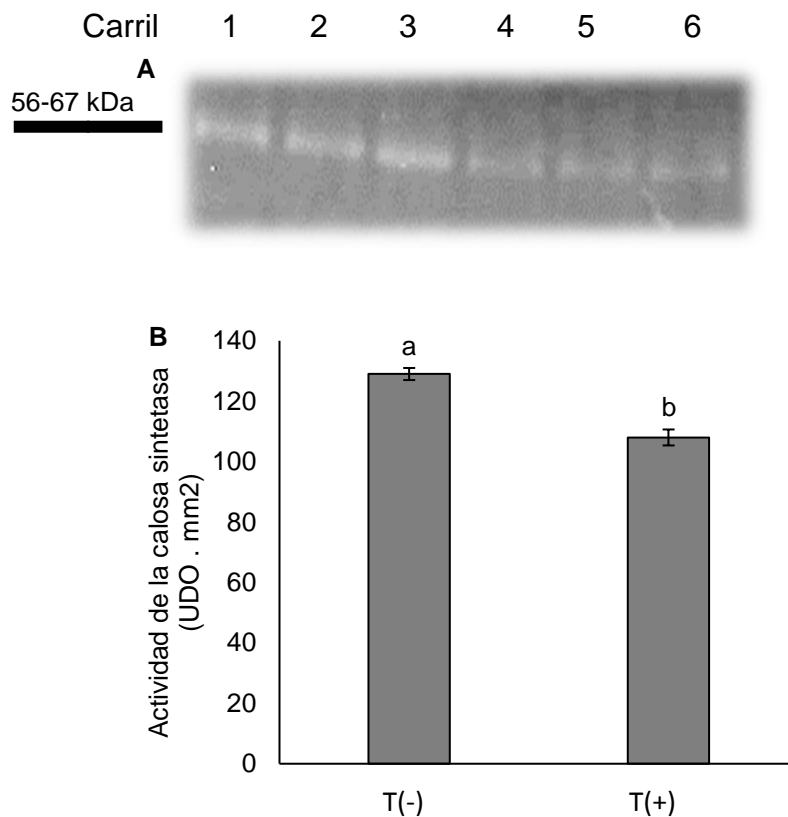 Carril 1 2 3 4 5 6
A
56-67 kDa
B
Actividad de la calosa sintetasa
(UDO . mm2)
140
120
100
80
60
40
20
0
a
b
T(-) T(+)